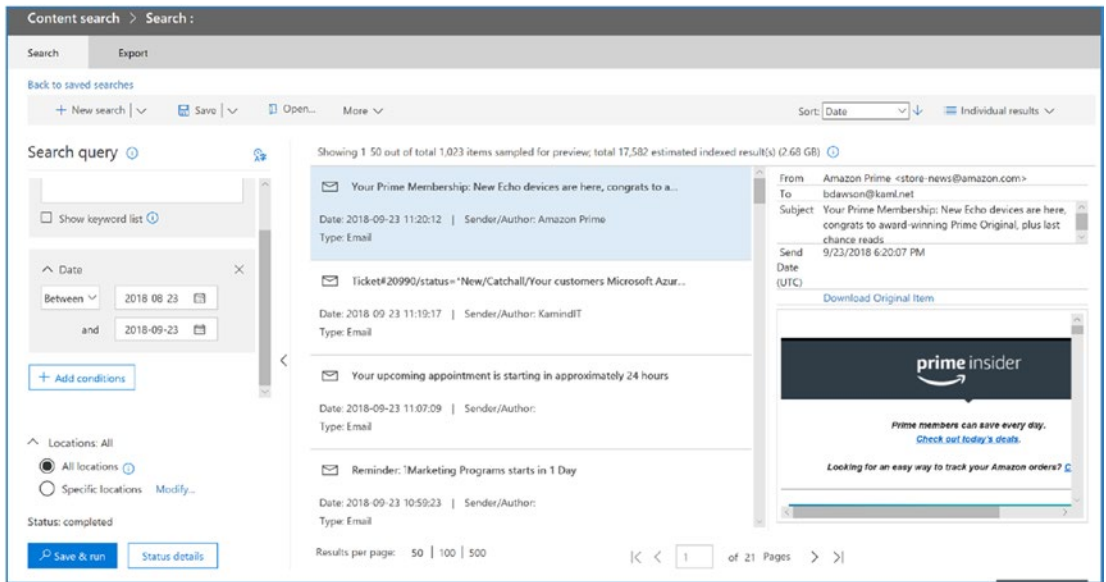 Content search > Search :
Search Export
Back to saved searches
+ New search | Save | Open... More Sort: Date Individual results
Search query
Show keyword list
Date
Between 2018-08-23
and 2018-09-23
+ Add conditions
Locations: All
All locations
Specific locations Modify...
Status: completed
Save & run Status details
Showing 1-50 out of total 1,023 items sampled for preview; total 17,582 estimated indexed result(s) (2.68 GB)
Your Prime Membership: New Echo devices are here, congrats to a...
Date: 2018-09-23 11:20:12 | Sender/Author: Amazon Prime
Type: Email
Ticket#20990/status="New/Catchall/Your customers Microsoft Azur...
Date: 2018-09-23 11:19:17 | Sender/Author: KamindIT
Type: Email
Your upcoming appointment is starting in approximately 24 hours
Date: 2018-09-23 11:07:09 | Sender/Author:
Type: Email
Reminder: Marketing Programs starts in 1 Day
Date: 2018-09-23 10:59:23 | Sender/Author:
Type: Email
Results per page: 50 | 100 | 500
1 of 21 Pages
From Amazon Prime <store-news@amazon.com>
To bdawson@kaml.net
Subject Your Prime Membership: New Echo devices are here,
congrats to award-winning Prime Original, plus last
chance reads
Send 9/23/2018 6:20:07 PM
Date
(UTC)
Download Original Item
prime insider
Prime members can save every day.
Check out today's deals.
Looking for an easy way to track your Amazon orders? C